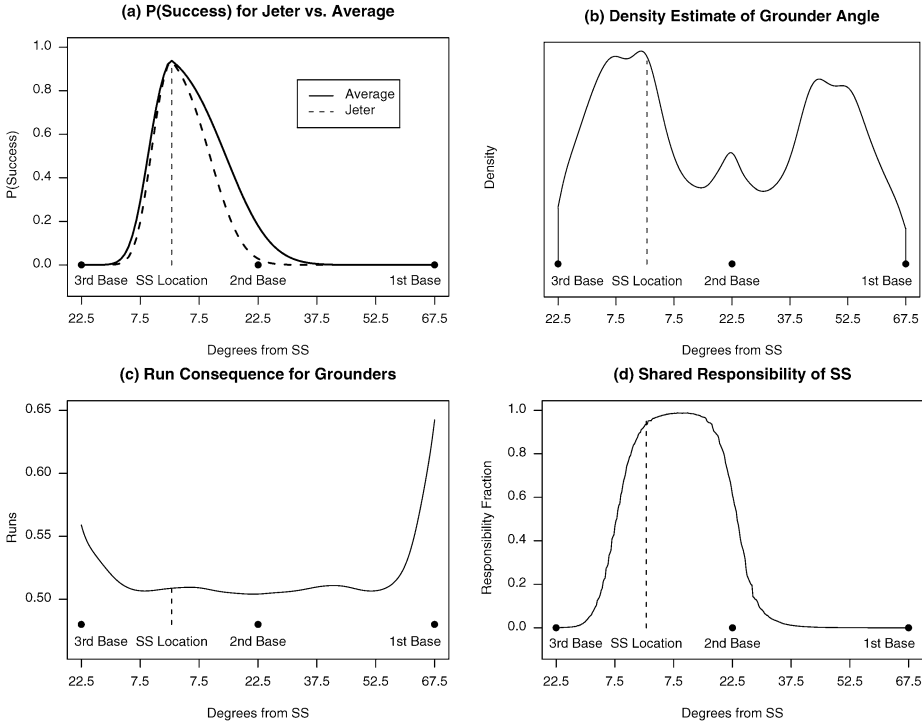 (a) P(Success) for Jeter vs. Average
P(Success)
1.0
0.8
0.6
0.4
0.2
0.0
Average
Jeter
3rd Base SS Location 2nd Base 1st Base
22.5 7.5 7.5 22.5 37.5 52.5 67.5
Degrees from SS
(b) Density Estimate of Grounder Angle
Density
3rd Base SS Location 2nd Base 1st Base
22.5 7.5 7.5 22.5 37.5 52.5 67.5
Degrees from SS
(c) Run Consequence for Grounders
Runs
0.65
0.60
0.55
0.50
3rd Base SS Location 2nd Base 1st Base
22.5 7.5 7.5 22.5 37.5 52.5 67.5
Degrees from SS
(d) Shared Responsibility of SS
Responsibility Fraction
1.0
0.8
0.6
0.4
0.2
0.0
3rd Base SS Location 2nd Base 1st Base
22.5 7.5 7.5 22.5 37.5 52.5 67.5
Degrees from SS